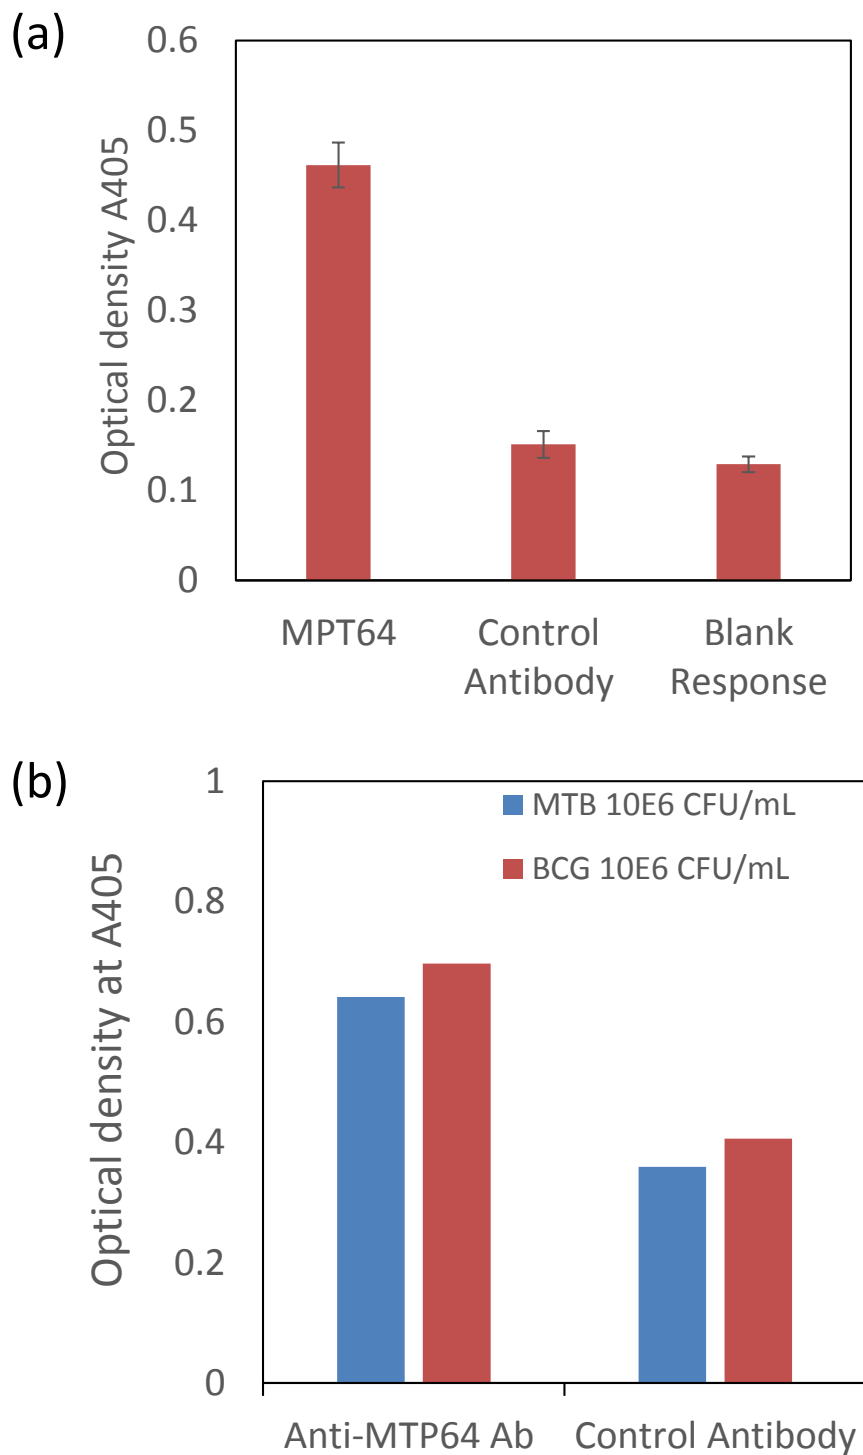 (a)
0.6
0.5
0.4
0.3
0.2
0.1
0
Optical density A405
MPT64
Control
Antibody
Blank
Response
(b)
1
0.8
0.6
0.4
0.2
0
Optical density at A405
MTB 10E6 CFU/mL
BCG 10E6 CFU/mL
Anti-MTP64 Ab
Control Antibody